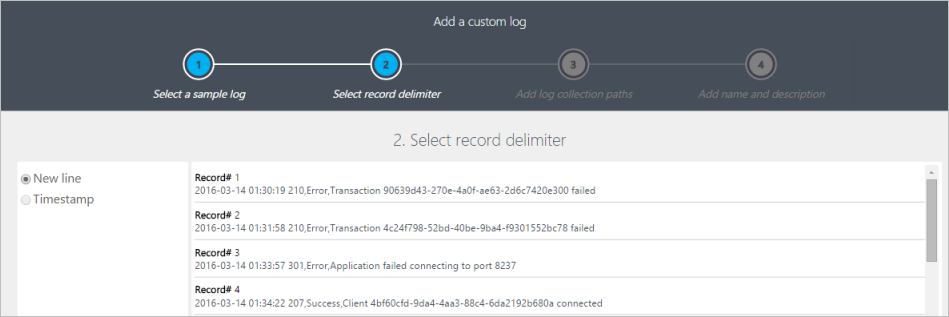 Add a custom log
1 2 3 4
Select a sample log Select record delimiter Add log collection paths Add name and description
2. Select record delimiter
New line
Timestamp
Record# 1
2016-03-14 01:30:19 210,Error,Transaction 90639d43-270e-4a0f-ae63-2d6c7420e300 failed
Record# 2
2016-03-14 01:31:58 210,Error,Transaction 4c24f798-52bd-40be-9ba4-f9301552bc78 failed
Record# 3
2016-03-14 01:33:57 301,Error,Application failed connecting to port 8237
Record# 4
2016-03-14 01:34:22 207,Success,Client 4bf60cfd-9da4-4aa3-88c4-6da2192b680a connected